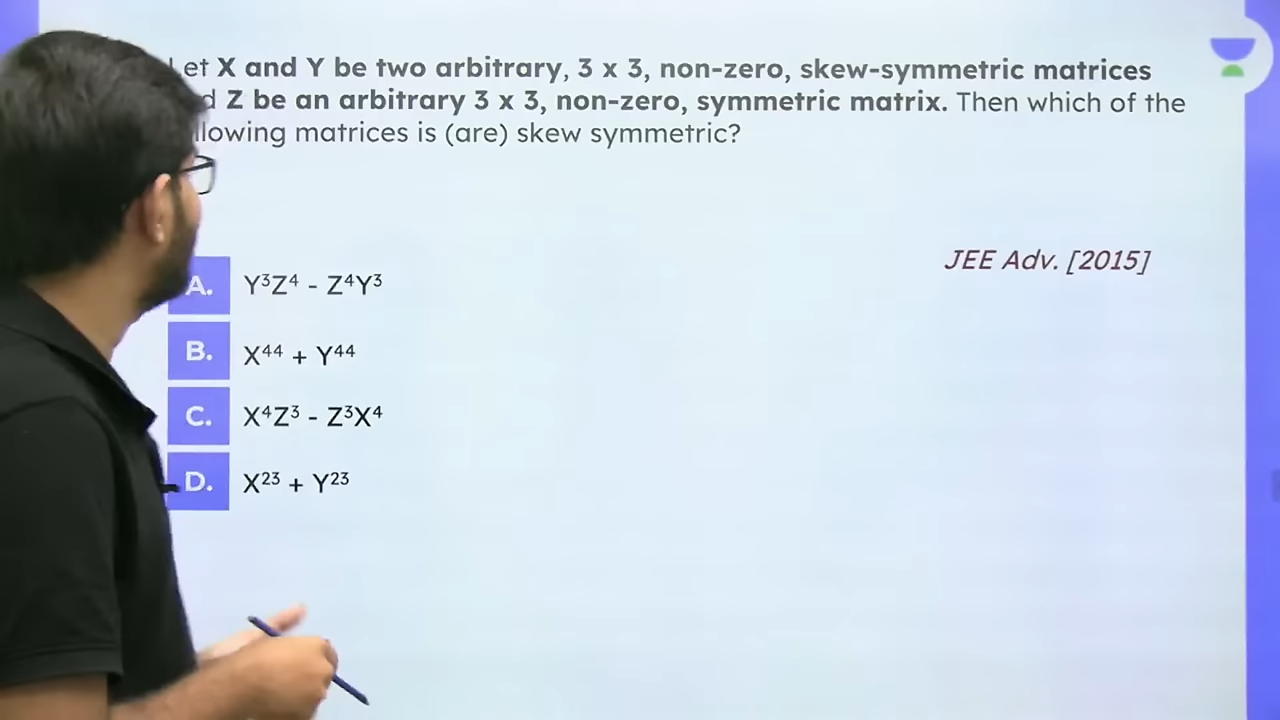 et X and Y be two arbitrary, 3 x 3, non-zero, skew-symmetric matrices
d Z be an arbitrary 3 x 3, non-zero, symmetric matrix. Then which of the
llowing matrices is (are) skew symmetric?
JEE Adv. [2015]
A. Y³Z⁴ - Z⁴Y³
B. X⁴⁴ + Y⁴⁴
C. X⁴Z³ - Z³X⁴
D. X²³ + Y²³